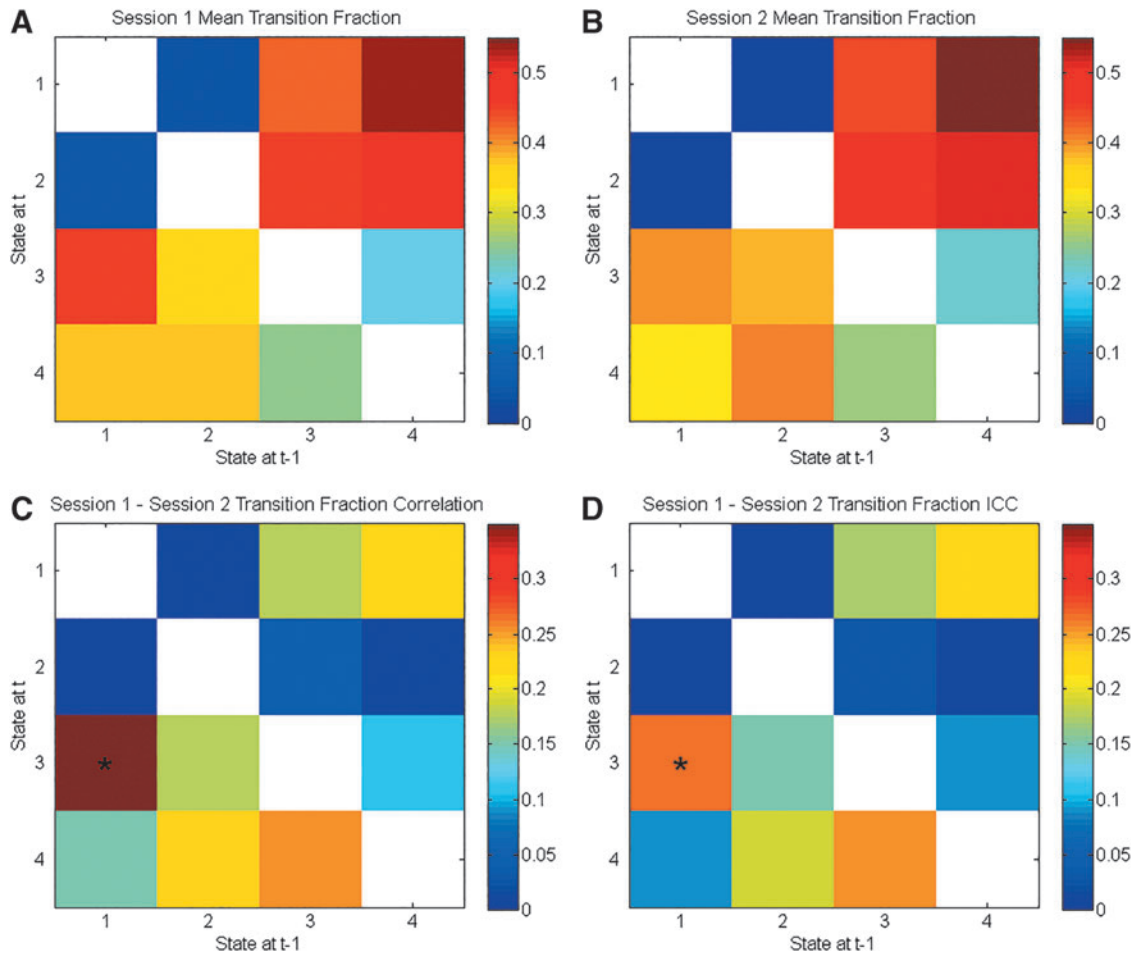 A
Session 1 Mean Transition Fraction
1
2
3
4
State at t
1 2 3 4
State at t-1
0.5
0.4
0.3
0.2
0.1
0
B
Session 2 Mean Transition Fraction
1
2
3
4
State at t
1 2 3 4
State at t-1
0.5
0.4
0.3
0.2
0.1
0
C
Session 1 - Session 2 Transition Fraction Correlation
1
2
3
4
State at t
*
1 2 3 4
State at t-1
0.3
0.25
0.2
0.15
0.1
0.05
0
D
Session 1 - Session 2 Transition Fraction ICC
1
2
3
4
State at t
*
1 2 3 4
State at t-1
0.3
0.25
0.2
0.15
0.1
0.05
0